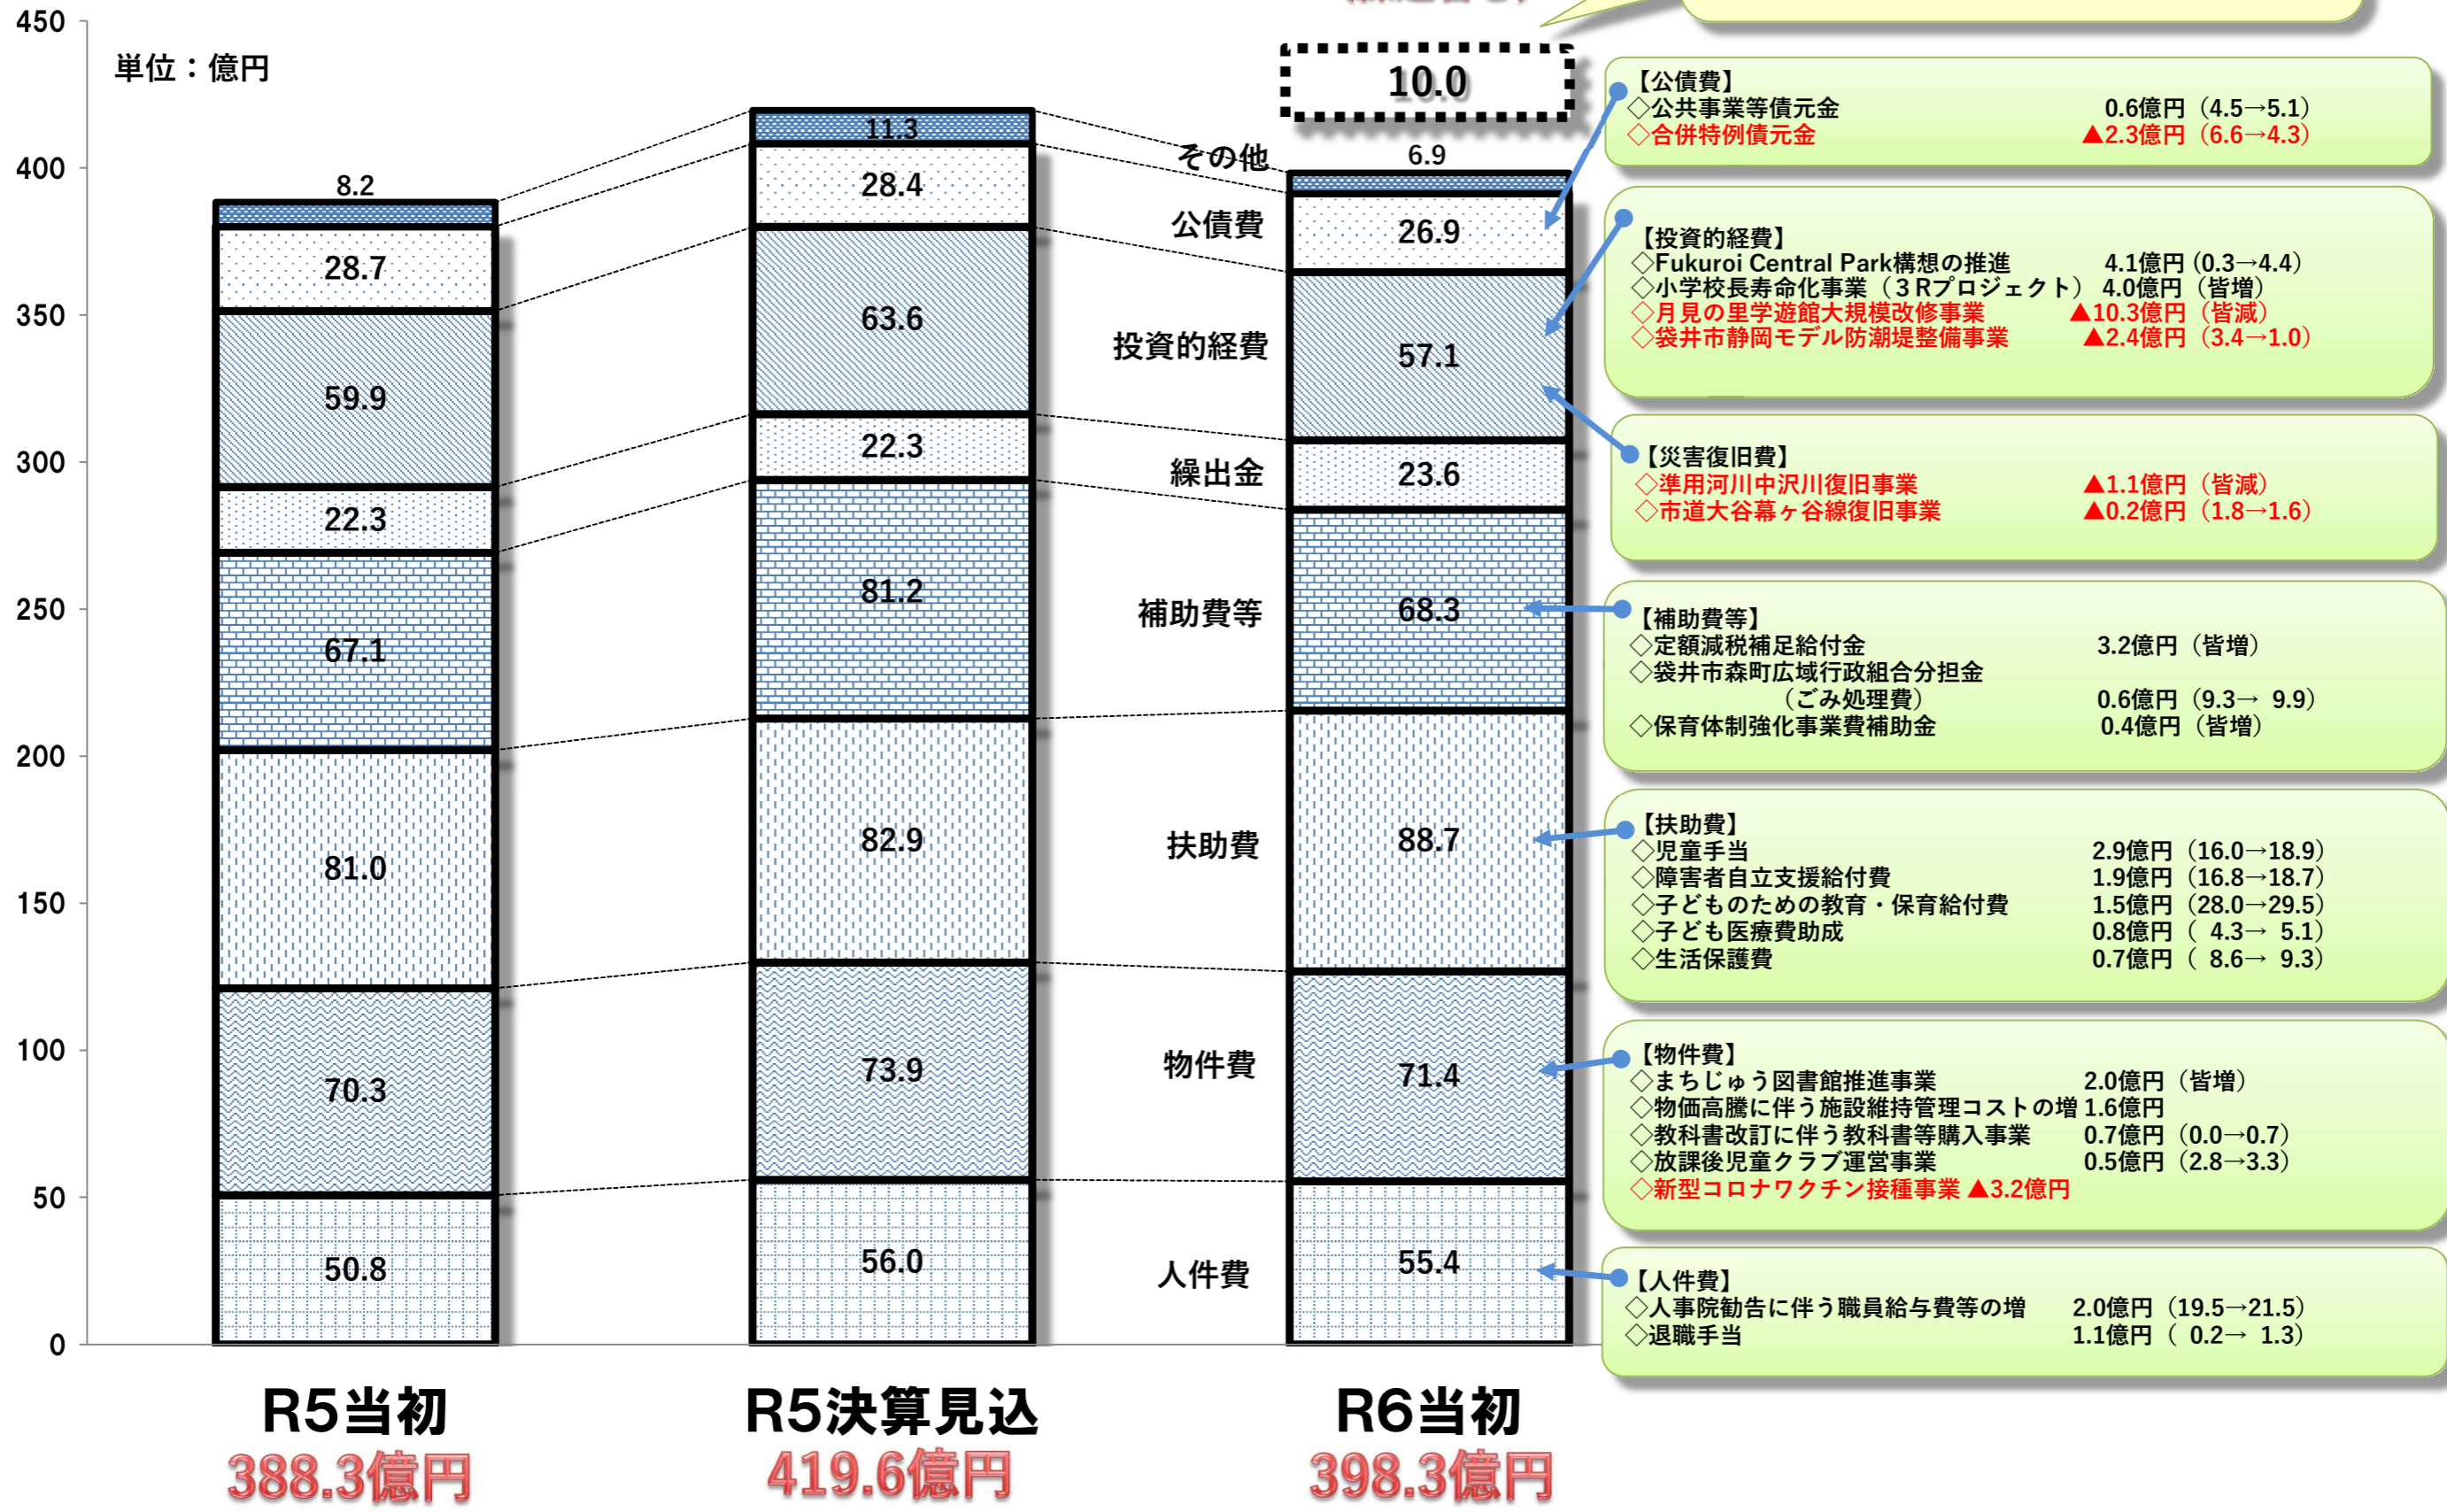 450
400
350
300
250
200
150
100
50
0
単位：億円
8.2
28.7
59.9
22.3
67.1
81.0
70.3
50.8
R5当初
388.3億円
11.3
28.4
63.6
22.3
81.2
82.9
73.9
56.0
R5決算見込
419.6億円
その他
公債費
投資的経費
繰出金
補助費等
扶助費
物件費
人件費
10.0
6.9
26.9
57.1
23.6
68.3
88.7
71.4
55.4
R6当初
398.3億円
【公債費】
◇公共事業等債元金 0.6億円（4.5→5.1）
◇合併特例債元金 ▲2.3億円（6.6→4.3）
【投資的経費】
◇Fukuroi Central Park構想の推進 4.1億円 (0.3→4.4）
◇小学校長寿命化事業（３Rプロジェクト） 4.0億円（皆増）
◇月見の里学遊館大規模改修事業 ▲10.3億円（皆減）
◇袋井市静岡モデル防潮堤整備事業 ▲2.4億円（3.4→1.0）
【災害復旧費】
◇準用河川中沢川復旧事業 ▲1.1億円（皆減）
◇市道大谷幕ヶ谷線復旧事業 ▲0.2億円（1.8→1.6）
【補助費等】
◇定額減税補足給付金 3.2億円（皆増）
◇袋井市森町広域行政組合分担金
（ごみ処理費） 0.6億円（9.3→ 9.9）
◇保育体制強化事業費補助金 0.4億円（皆増）
【扶助費】
◇児童手当 2.9億円（16.0→18.9）
◇障害者自立支援給付費 1.9億円（16.8→18.7）
◇子どものための教育・保育給付費 1.5億円（28.0→29.5）
◇子ども医療費助成 0.8億円（ 4.3→ 5.1）
◇生活保護費 0.7億円（ 8.6→ 9.3）
【物件費】
◇まちじゅう図書館推進事業 2.0億円（皆増）
◇物価高騰に伴う施設維持管理コストの増 1.6億円
◇教科書改訂に伴う教科書等購入事業 0.7億円（0.0→0.7）
◇放課後児童クラブ運営事業 0.5億円（2.8→3.3）
◇新型コロナワクチン接種事業 ▲3.2億円
【人件費】
◇人事院勧告に伴う職員給与費等の増 2.0億円（19.5→21.5）
◇退職手当 1.1億円（ 0.2→ 1.3）